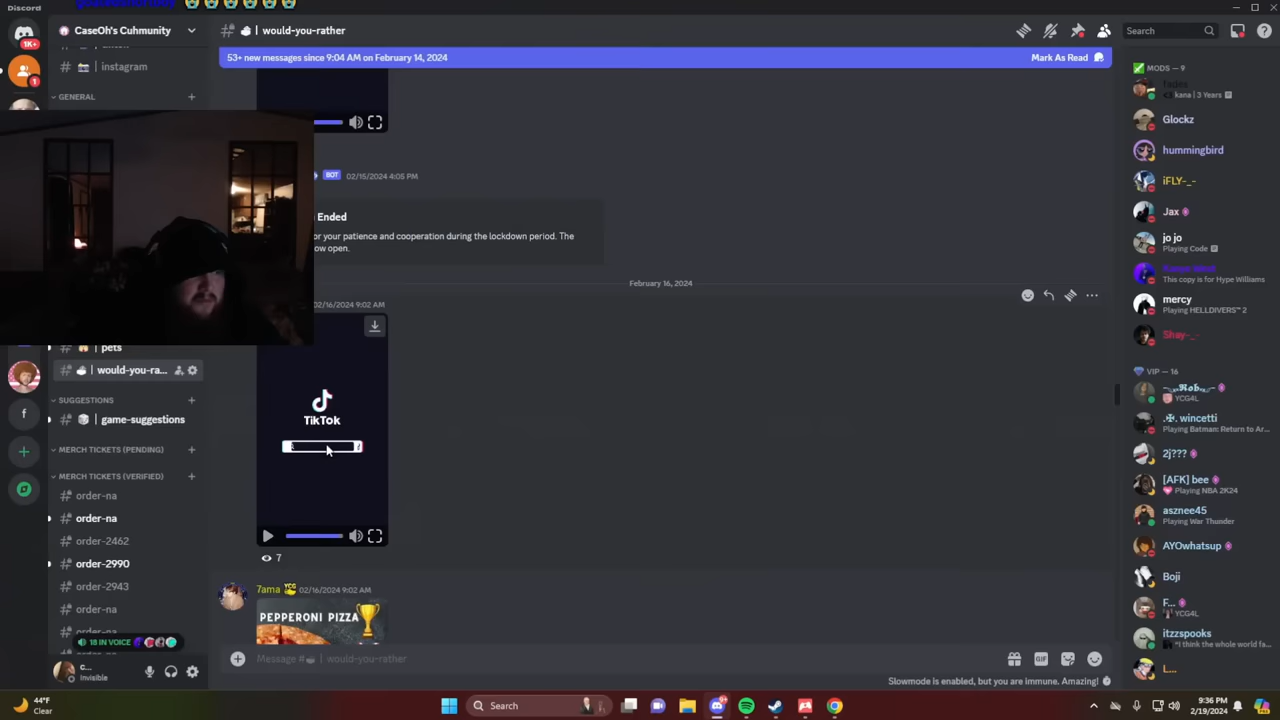 Discord
CaseOh's Cuhmunity
would-you-rather
Search
53+ new messages since 9:04 AM on February 14, 2024
Mark As Read
instagram
GENERAL
BOT 02/15/2024 4:05 PM
Ended
or your patience and cooperation during the lockdown period. The
ow open.
February 16, 2024
02/16/2024 9:02 AM
TikTok
7
7ama YCG 02/16/2024 9:02 AM
PEPPERONI PIZZA
Message #☕ | would-you-rather
Slowmode is enabled, but you are immune. Amazing!
1K+
1
f
pets
would-you-ra...
SUGGESTIONS
game-suggestions
MERCH TICKETS (PENDING)
MERCH TICKETS (VERIFIED)
order-na
order-na
order-2462
order-2990
order-2943
order-na
18 IN VOICE
c...
Invisible
MODS — 9
kana | 3 Years
Glockz
hummingbird
iFLY-_-
Jax
jo jo
Playing Code
This copy is for Hype Williams
mercy
Playing HELLDIVERS™ 2
Shay-_-
VIP — 16
YCG4L
.✠. wincetti
Playing Batman: Return to Ar...
2j???
[AFK] bee
Playing NBA 2K24
asznee45
Playing War Thunder
AYOwhatsup
Boji
F...
YCG4L
itzzspooks
"I think the whole world fa...
L...
GIF
44°F
Clear
Search
9:36 PM
2/19/2024